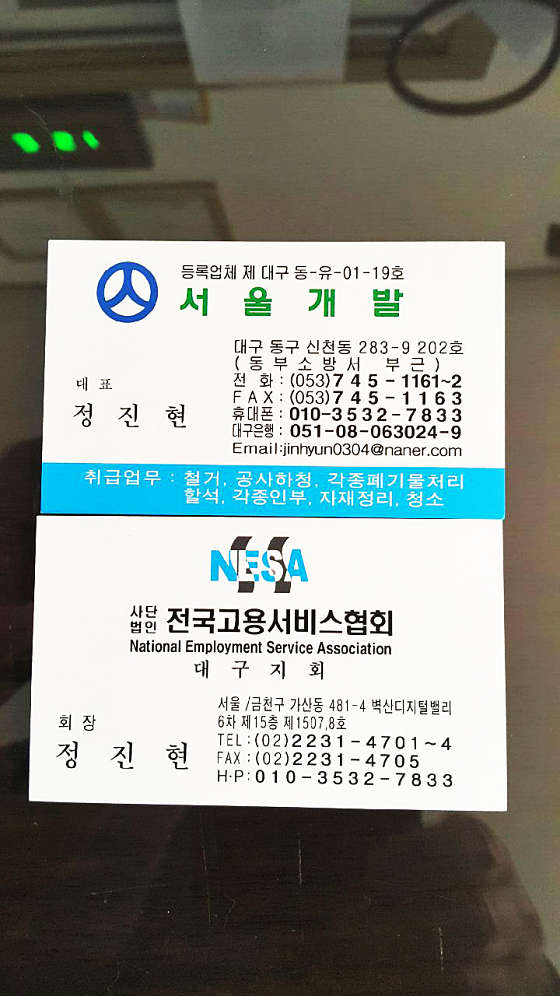 등록업체 제 대구 동-유-01-19호
서울개발
대구 동구 신천동 283-9 202호
(동부소방서 부근)
대표
정진현
전 화 : (053)745-1161~2
FAX : (053)745-1163
휴대폰 : 010-3532-7833
대구은행 : 051-08-063024-9
Email:jinhyun0304@naner.com
취급업무 : 철거, 공사하청, 각종폐기물처리
할석, 각종인부, 자재정리, 청소
NESA
사단법인 전국고용서비스협회
National Employment Service Association
대구지회
회장
정진현
서울/금천구 가산동 481-4 벽산디지털밸리
6차 제15층 제1507,8호
TEL : (02)2231-4701~4
FAX : (02)2231-4705
H·P : 010-3532-7833